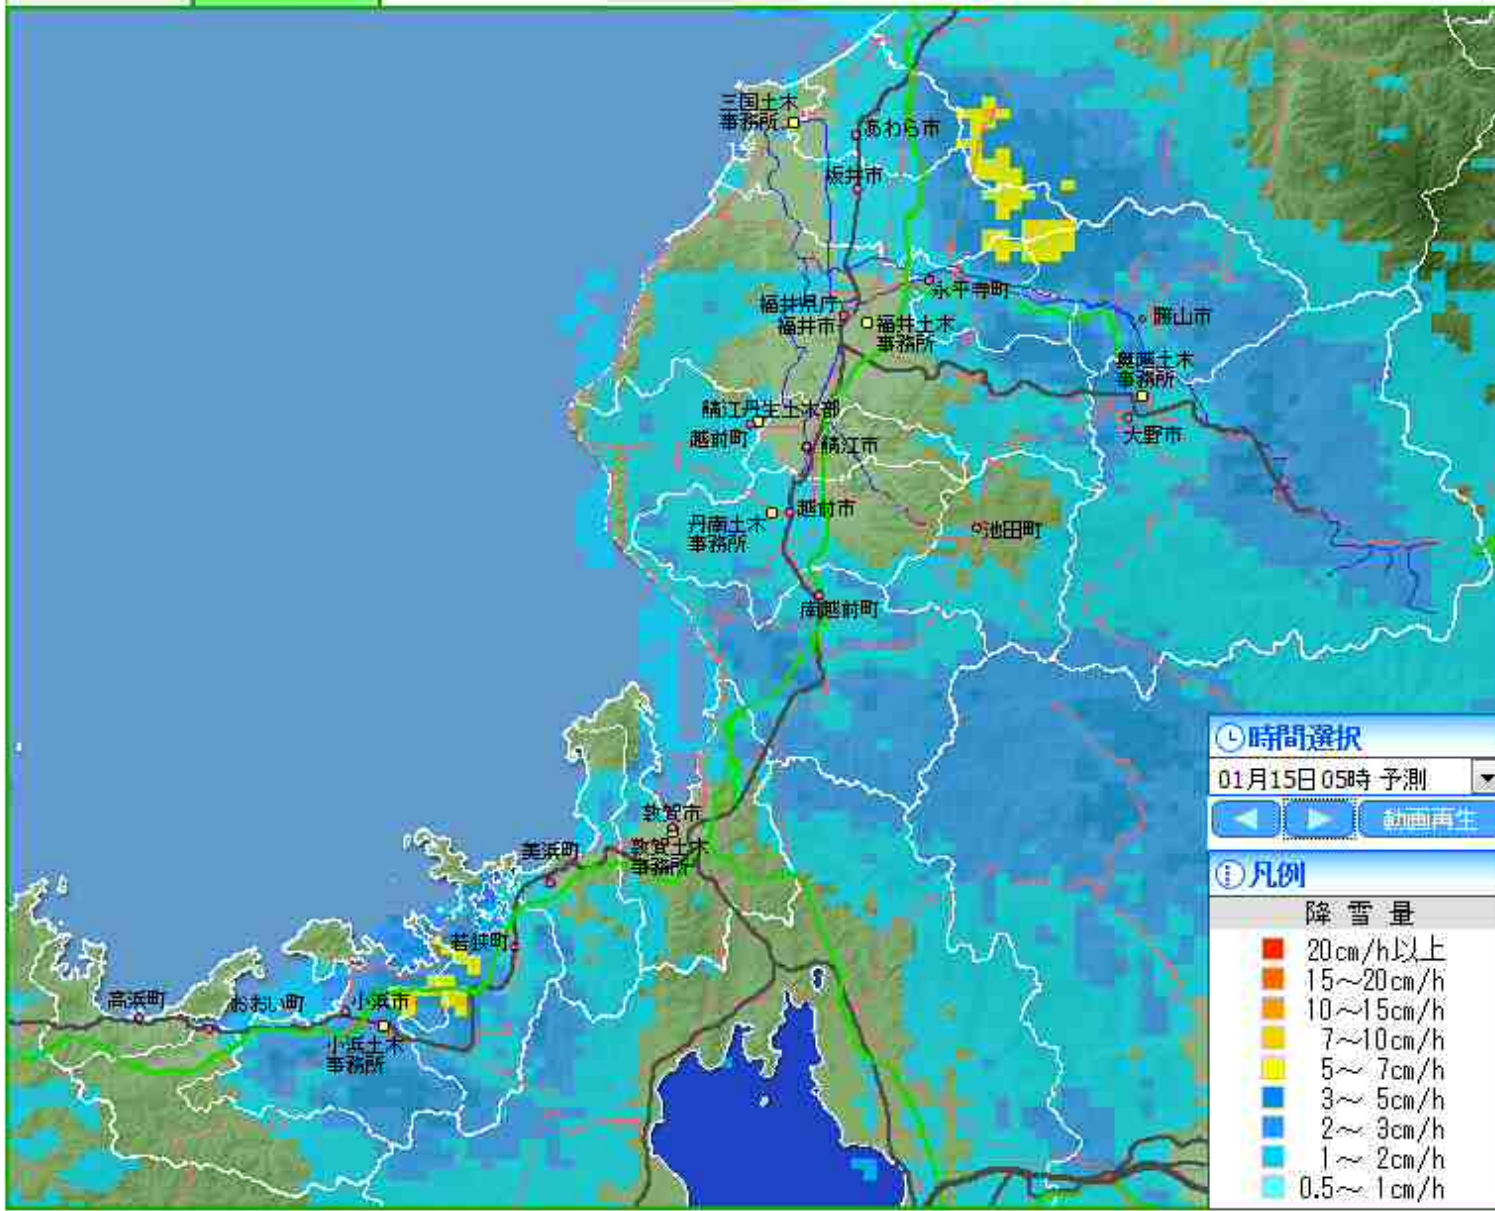 三国土木
事務所
あわら市
坂井市
永平寺町
福井県庁
福井市
福井土木
事務所
勝山市
奥越土木
事務所
大野市
鯖江丹生土木部
越前町
鯖江市
越前市
丹南土木
事務所
池田町
南越前町
敦賀市
敦賀土木
事務所
美浜町
若狭町
高浜町
おおい町
小浜市
小浜土木
事務所
時間選択
01月15日05時 予測
動画再生
凡例
降 雪 量
20cm/h以上
15～20cm/h
10～15cm/h
7～10cm/h
5～ 7cm/h
3～ 5cm/h
2～ 3cm/h
1～ 2cm/h
0.5～ 1cm/h